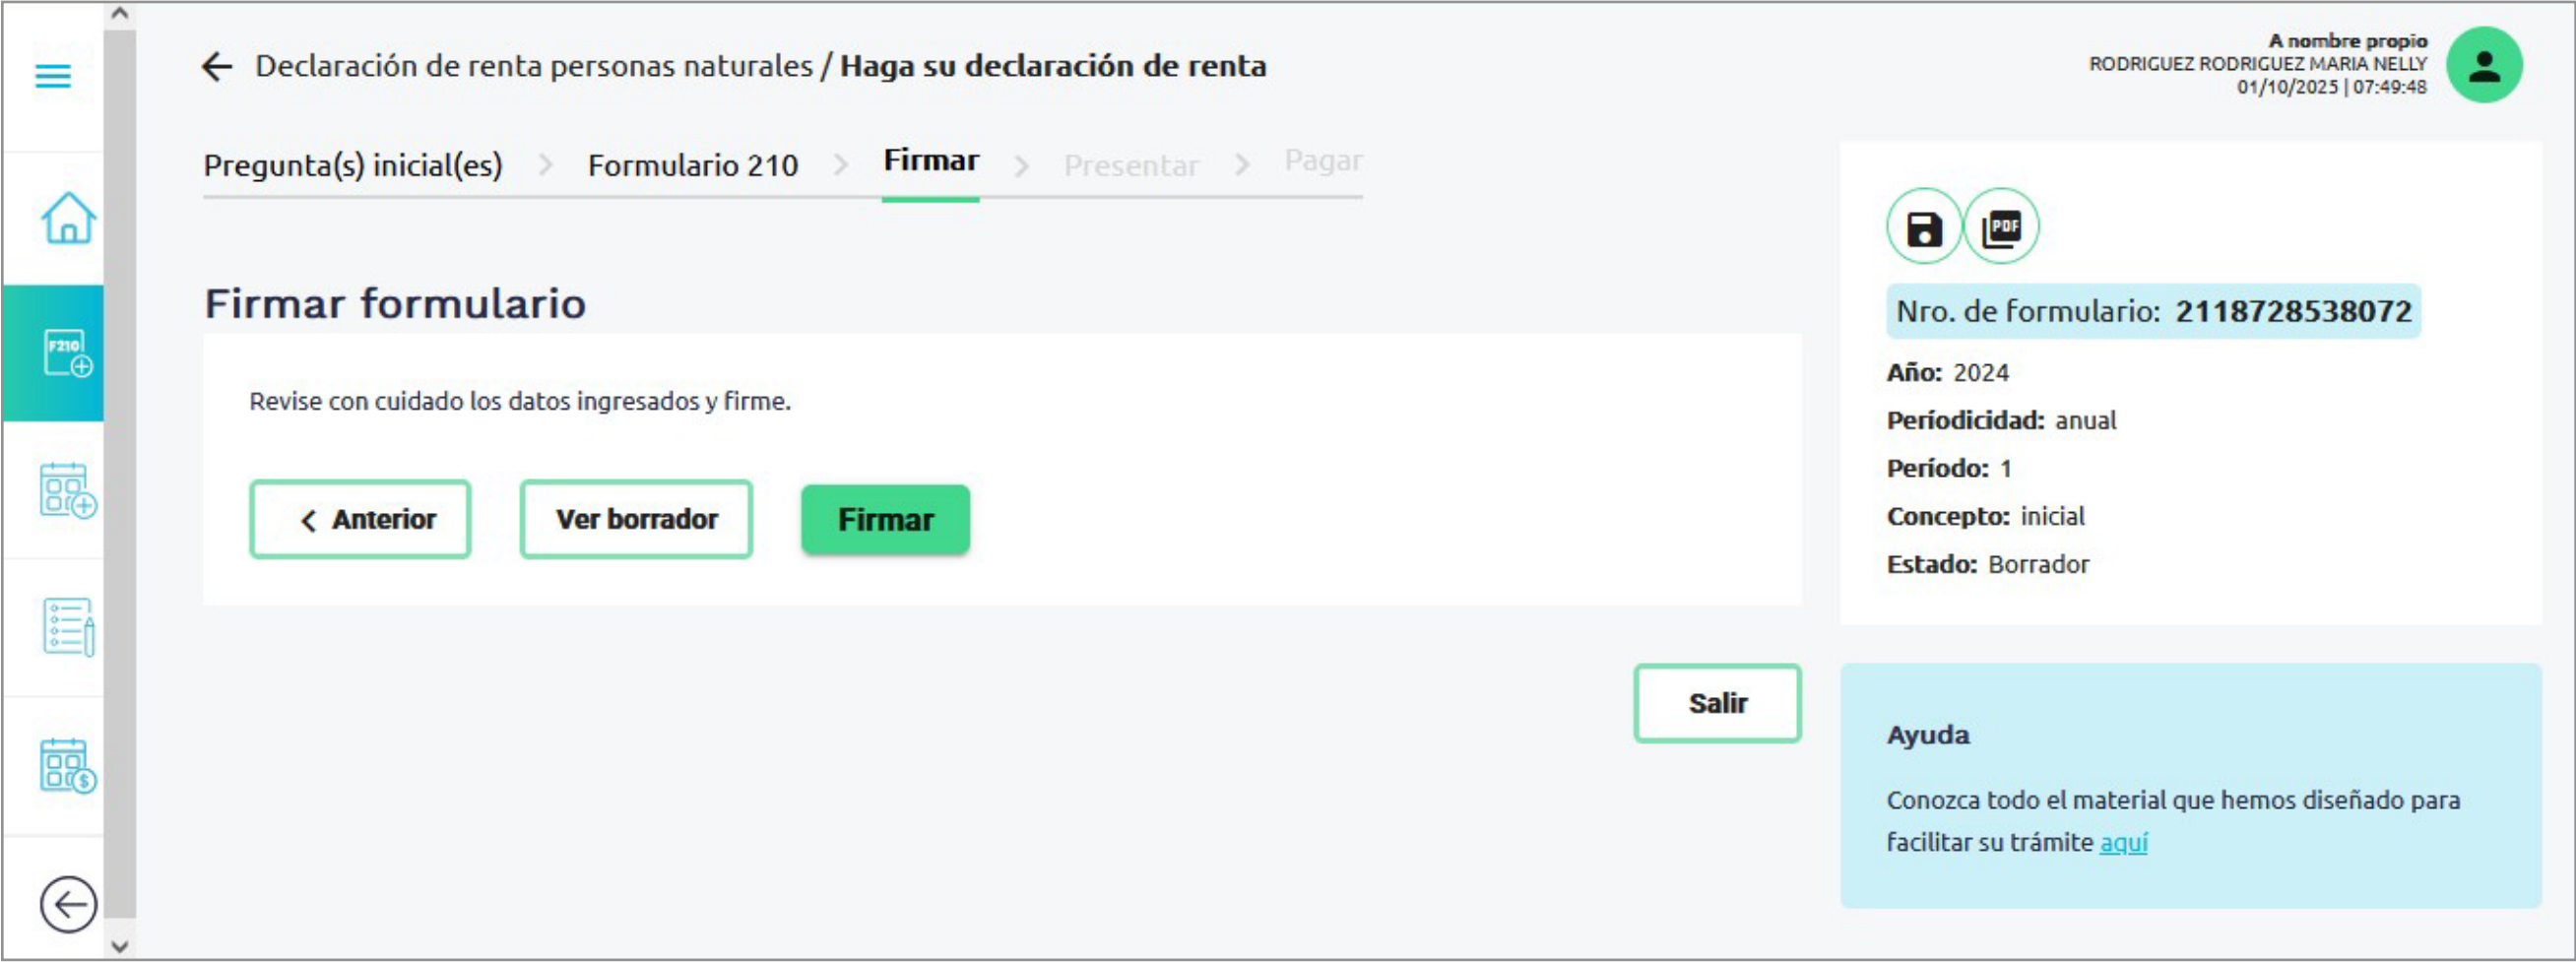 Declaración de renta personas naturales / Haga su declaración de renta
A nombre propio
RODRIGUEZ RODRIGUEZ MARIA NELLY
01/10/2025 | 07:49:48
Pregunta(s) inicial(es) > Formulario 210 > Firmar > Presentar > Pagar
Firmar formulario
Revise con cuidado los datos ingresados y firme.
Anterior
Ver borrador
Firmar
Salir
F210
PDF
Nro. de formulario: 2118728538072
Año: 2024
Períodicidad: anual
Período: 1
Concepto: inicial
Estado: Borrador
Ayuda
Conozca todo el material que hemos diseñado para
facilitar su trámite aquí